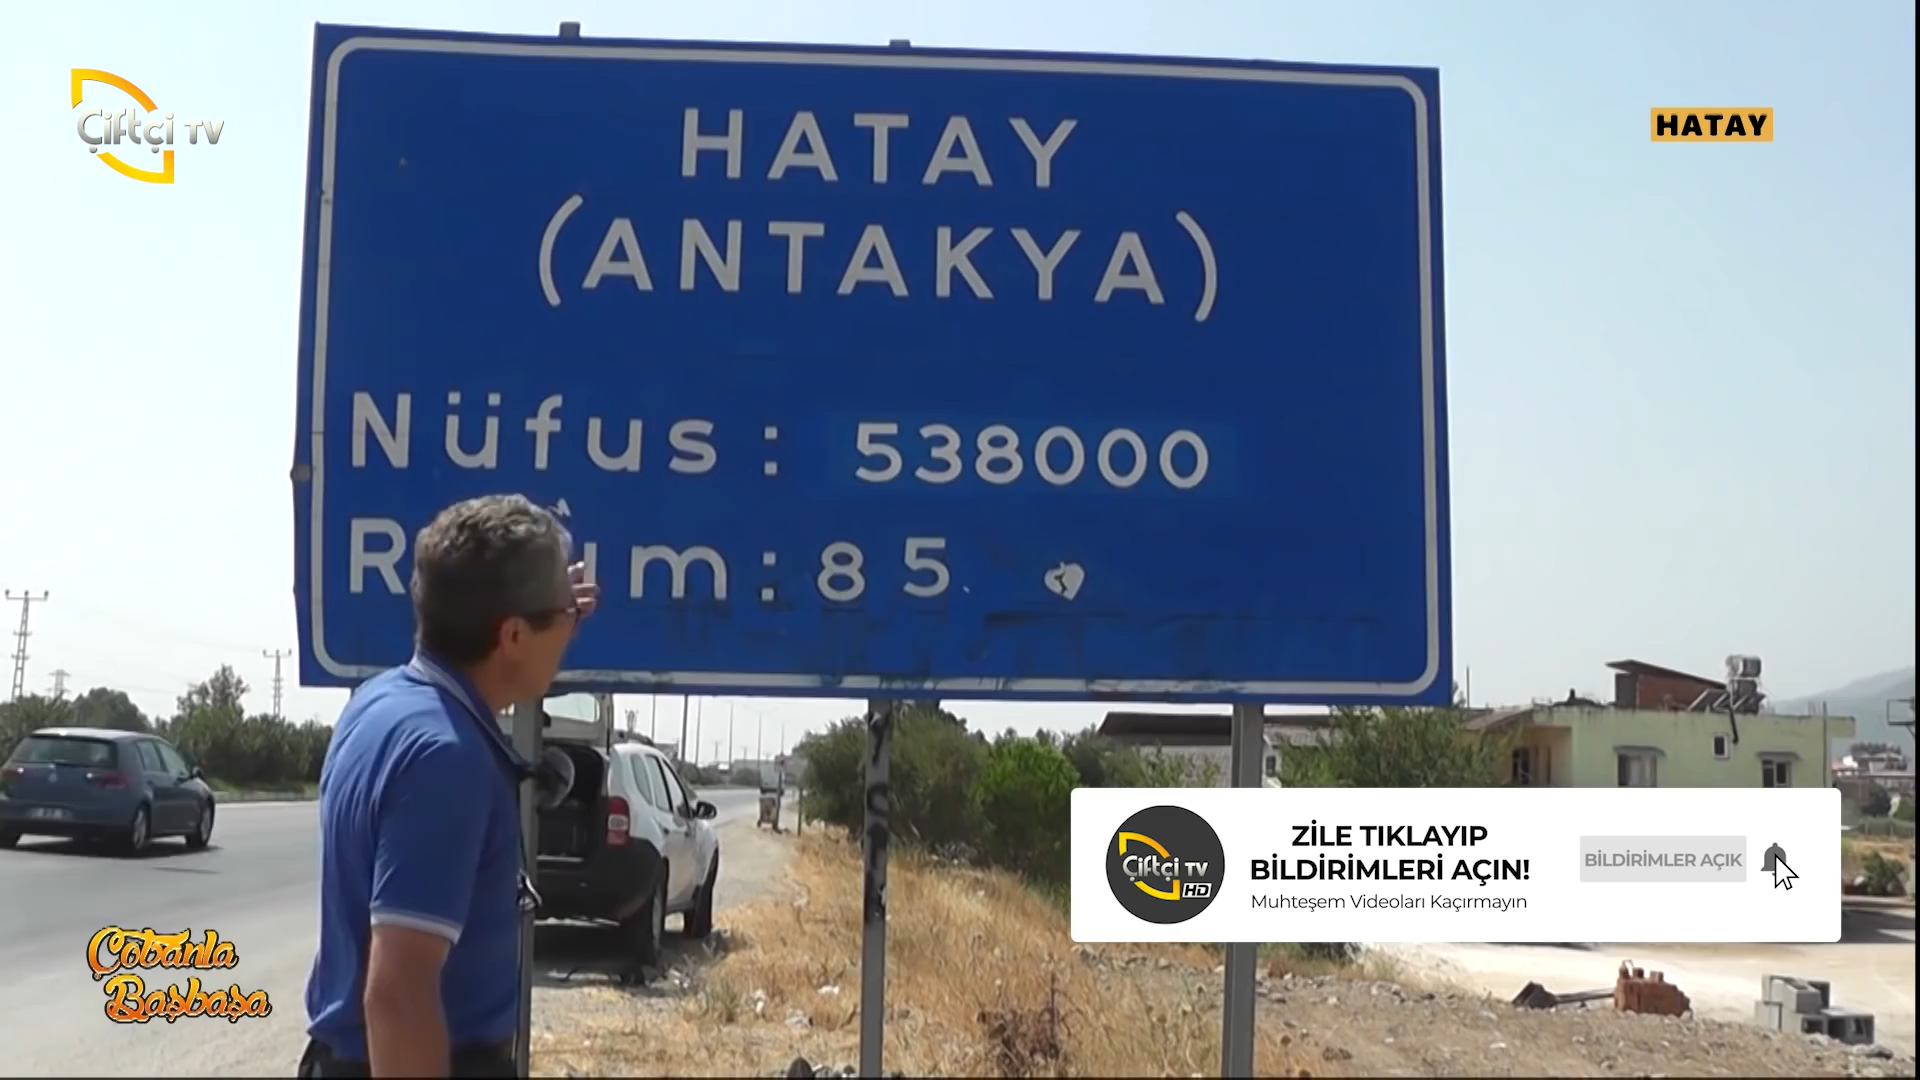 Çiftçi TV
HATAY
HATAY
(ANTAKYA)
Nüfus : 538000
m : 85
Çiftçi TV
HD
ZİLE TIKLAYIP
BİLDİRİMLERİ AÇIN!
Muhteşem Videoları Kaçırmayın
BİLDİRİMLER AÇIK
Çobanla
Başbaşa